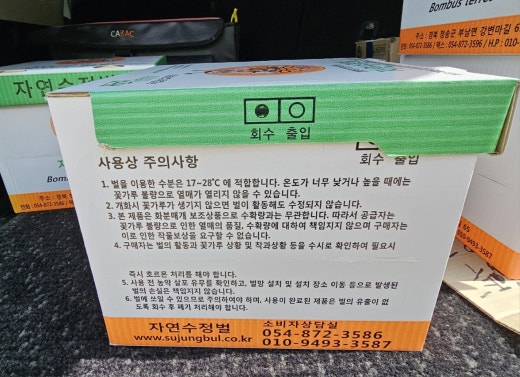 CARAC
자연수정벌
054-872-3586
Bombus terres
주소 : 경북 청송군 부남면 강변마길 6
전화 : 054-872-3586 / 팩스 : 054-872-3596 / H.P : 010-
회수 출입
회수 출입
사용상 주의사항
1. 벌을 이용한 수분은 17~28℃ 에 적합합니다. 온도가 너무 낮거나 높을 때에는
꽃가루 불량으로 열매가 열리지 않을 수 있습니다.
2. 개화시 꽃가루가 생기지 않으면 벌이 활동해도 수정되지 않습니다.
3. 본 제품은 화분매개 보조상품으로 수확량과는 무관합니다. 따라서 공급자는
꽃가루 불량으로 인한 열매의 품질, 수확량에 대하여 책임지지 않으며 구매자는
이로 인한 작물보상을 요구할 수 없습니다.
4. 구매자는 벌의 활동과 꽃가루 상황 및 착과상황 등을 수시로 확인하여 필요시
즉시 호르몬 처리를 해야 합니다.
5. 사용 전 농약 살포 유무를 확인하고, 벌망 설치 및 설치 장소 이동 등으로 발생된
벌의 손실은 책임지지 않습니다.
6. 벌에 쏘일 수 있으므로 주의하여야 하며, 사용이 완료된 제품은 벌의 유출이 없
도록 회수 후 폐기 처리해야 합니다.
자연수정벌
www.sujungbul.co.kr
소비자상담실
054-872-3586
010-9493-3587
65
010-9493-3587